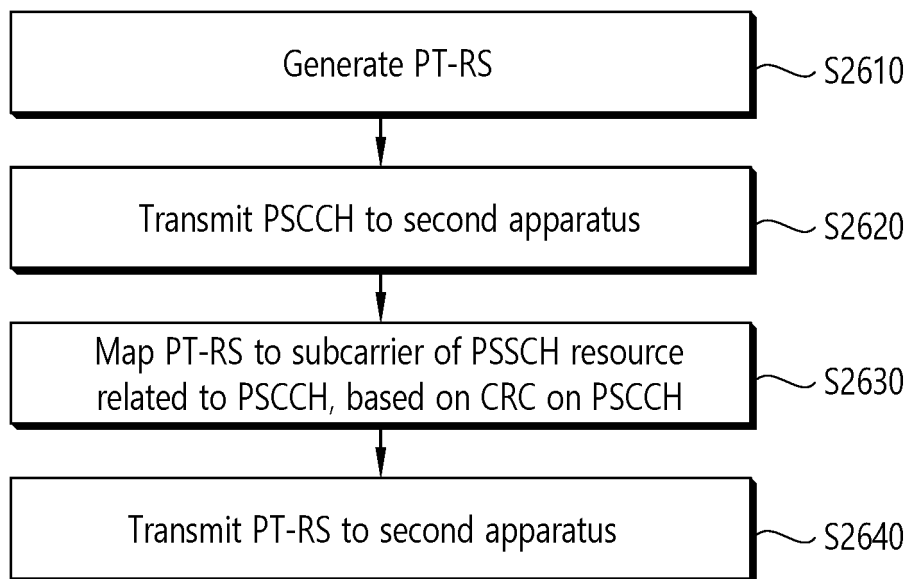 Generate PT-RS
S2610
Transmit PSCCH to second apparatus
S2620
Map PT-RS to subcarrier of PSSCH resource
related to PSCCH, based on CRC on PSCCH
S2630
Transmit PT-RS to second apparatus
S2640